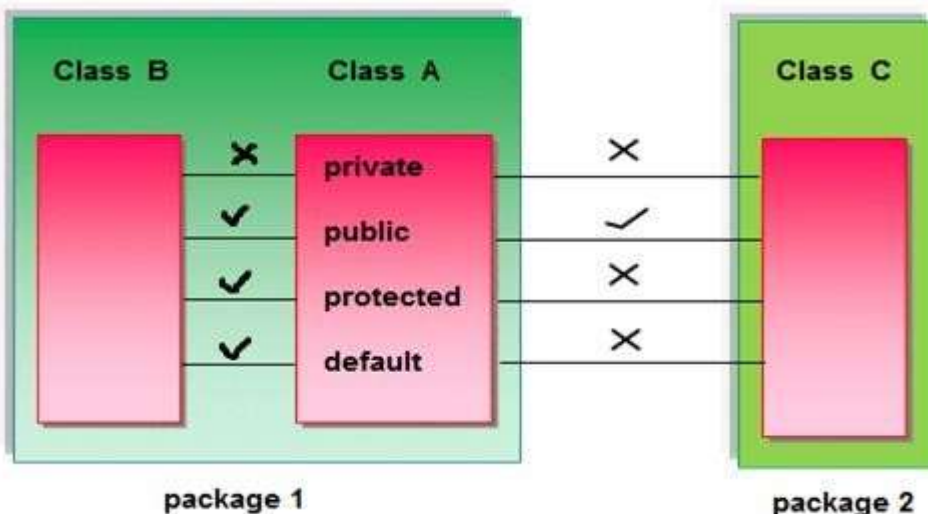 Class B
Class A
Class C
private
public
protected
default
package 1
package 2